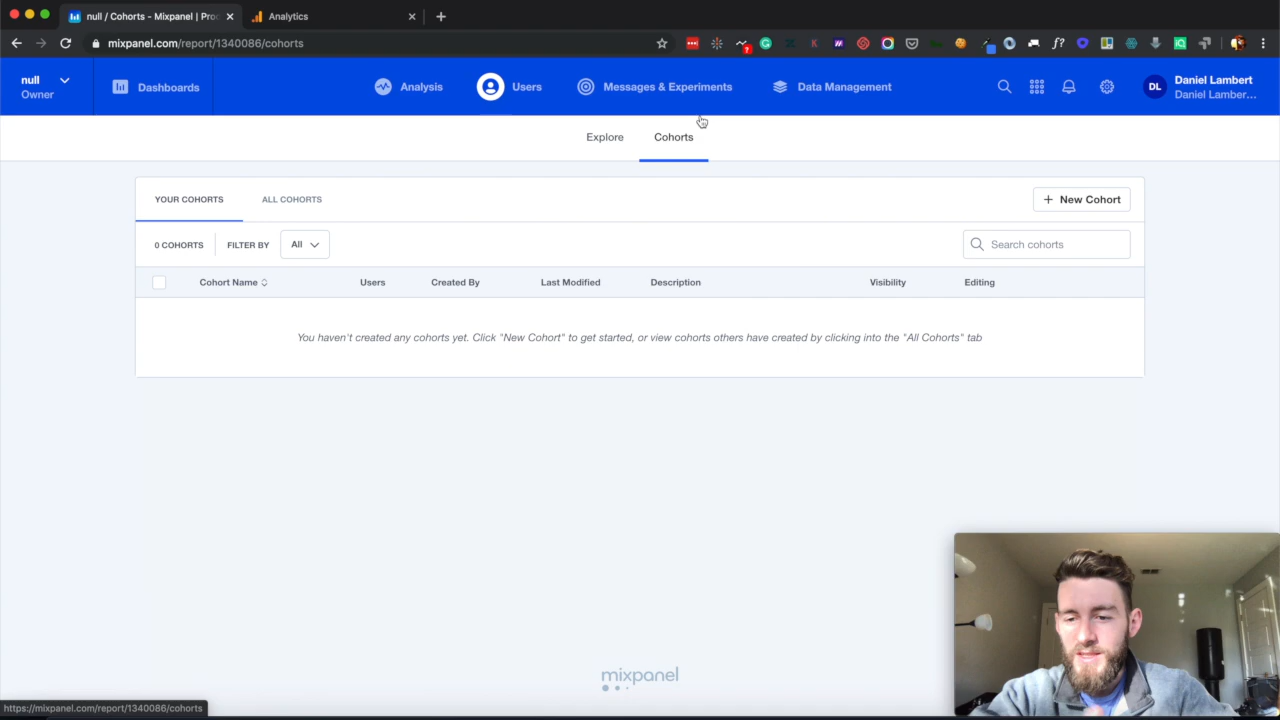 null / Cohorts - Mixpanel | Proc
Analytics
mixpanel.com/report/1340086/cohorts
null
Owner
Dashboards
Analysis
Users
Messages & Experiments
Data Management
DL
Daniel Lambert
Daniel Lamber...
Explore
Cohorts
YOUR COHORTS
ALL COHORTS
+ New Cohort
0 COHORTS
FILTER BY
All
Search cohorts
Cohort Name
Users
Created By
Last Modified
Description
Visibility
Editing
You haven't created any cohorts yet. Click "New Cohort" to get started, or view cohorts others have created by clicking into the "All Cohorts" tab
mixpanel
https://mixpanel.com/report/1340086/cohorts